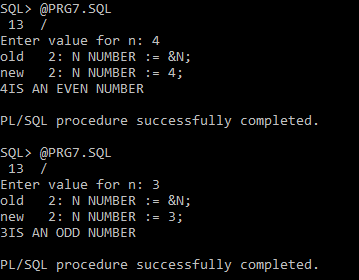 SQL> @PRG7.SQL
 13  /
Enter value for n: 4
old   2: N NUMBER := &N;
new   2: N NUMBER := 4;
4IS AN EVEN NUMBER

PL/SQL procedure successfully completed.

SQL> @PRG7.SQL
 13  /
Enter value for n: 3
old   2: N NUMBER := &N;
new   2: N NUMBER := 3;
3IS AN ODD NUMBER

PL/SQL procedure successfully completed.